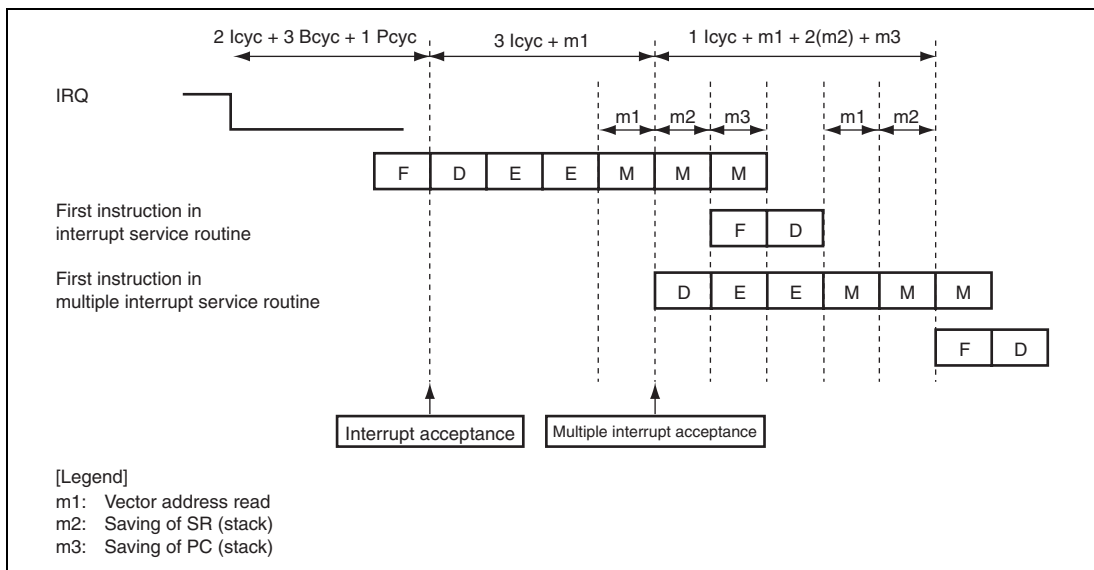 2 Icyc + 3 Bcyc + 1 Pcyc
3 Icyc + m1
1 Icyc + m1 + 2(m2) + m3
IRQ
m1
m2
m3
m1
m2
F D E E M M M
First instruction in
interrupt service routine
F D
First instruction in
multiple interrupt service routine
D E E M M M
F D
Interrupt acceptance
Multiple interrupt acceptance
[Legend]
m1: Vector address read
m2: Saving of SR (stack)
m3: Saving of PC (stack)